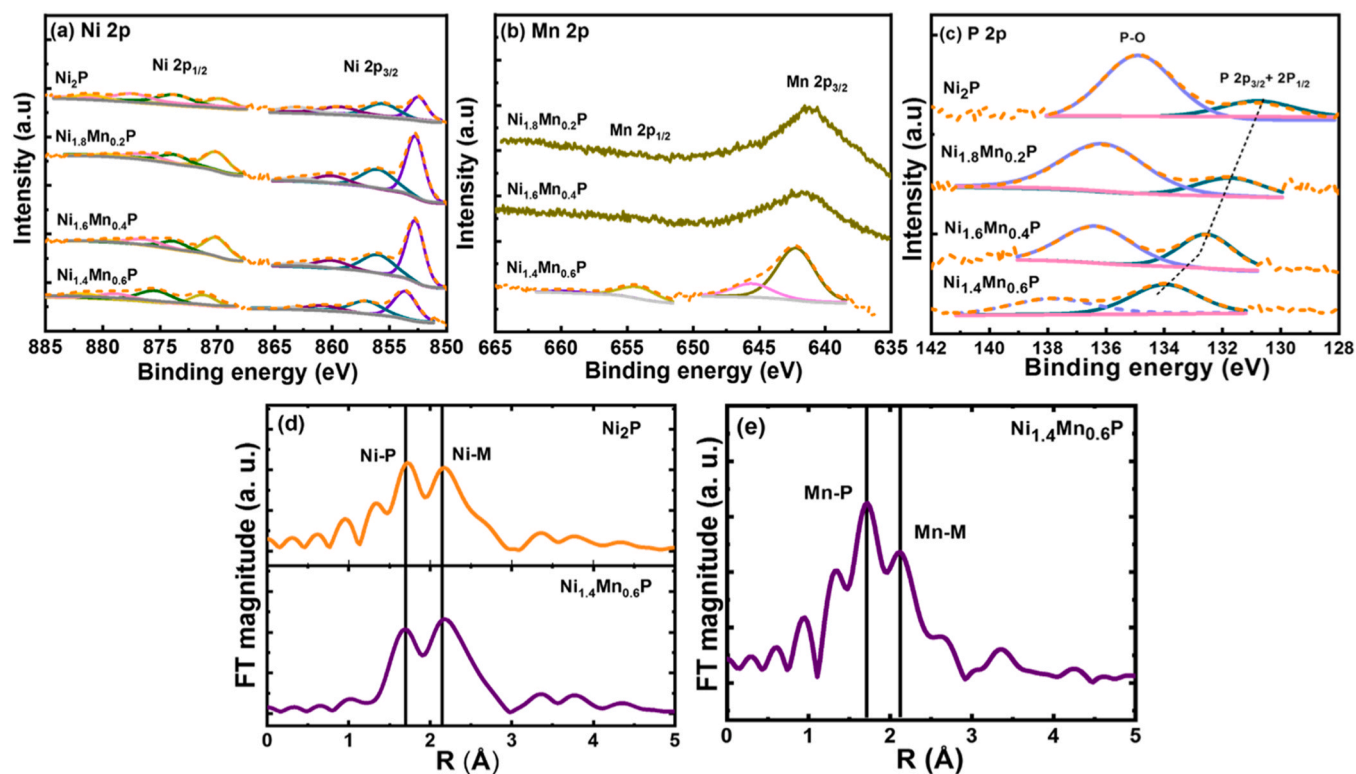 (a) Ni 2p
Ni 2p1/2
Ni 2p3/2
Ni2P
Ni1.8Mn0.2P
Ni1.6Mn0.4P
Ni1.4Mn0.6P
Intensity (a.u)
885 880 875 870 865 860 855 850
Binding energy (eV)
(b) Mn 2p
Mn 2p3/2
Mn 2p1/2
Ni1.8Mn0.2P
Ni1.6Mn0.4P
Ni1.4Mn0.6P
Intensity (a.u)
665 660 655 650 645 640 635
Binding energy (eV)
(c) P 2p
P-O
P 2p3/2+ 2P1/2
Ni2P
Ni1.8Mn0.2P
Ni1.6Mn0.4P
Ni1.4Mn0.6P
Intensity (a.u)
142 140 138 136 134 132 130 128
Binding energy (eV)
(d)
Ni2P
Ni-P
Ni-M
Ni1.4Mn0.6P
FT magnitude (a. u.)
0 1 2 3 4 5
R (Å)
(e)
Ni1.4Mn0.6P
Mn-P
Mn-M
FT magnitude (a. u.)
0 1 2 3 4 5
R (Å)